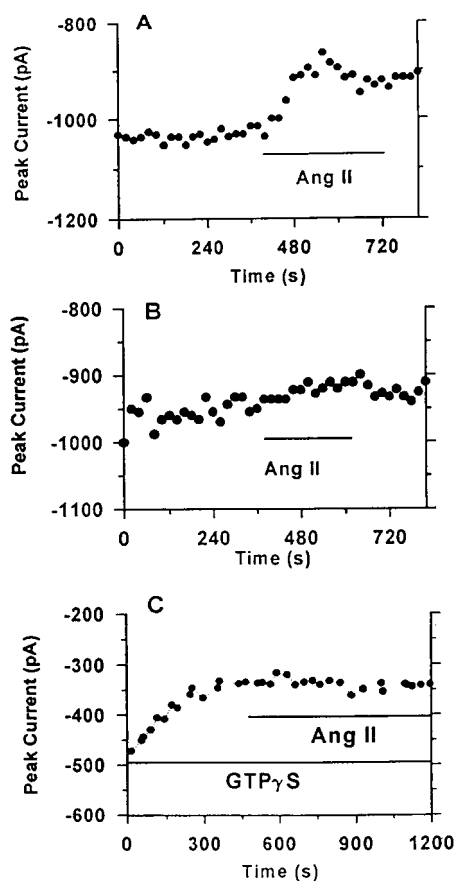 A
Peak Current (pA)
-800
-1000
-1200
Ang II
0 240 480 720
Time (s)
B
Peak Current (pA)
-800
-900
-1000
-1100
Ang II
0 240 480 720
Time (s)
C
Peak Current (pA)
-200
-300
-400
-500
-600
Ang II
GTPγS
0 300 600 900 1200
Time (s)